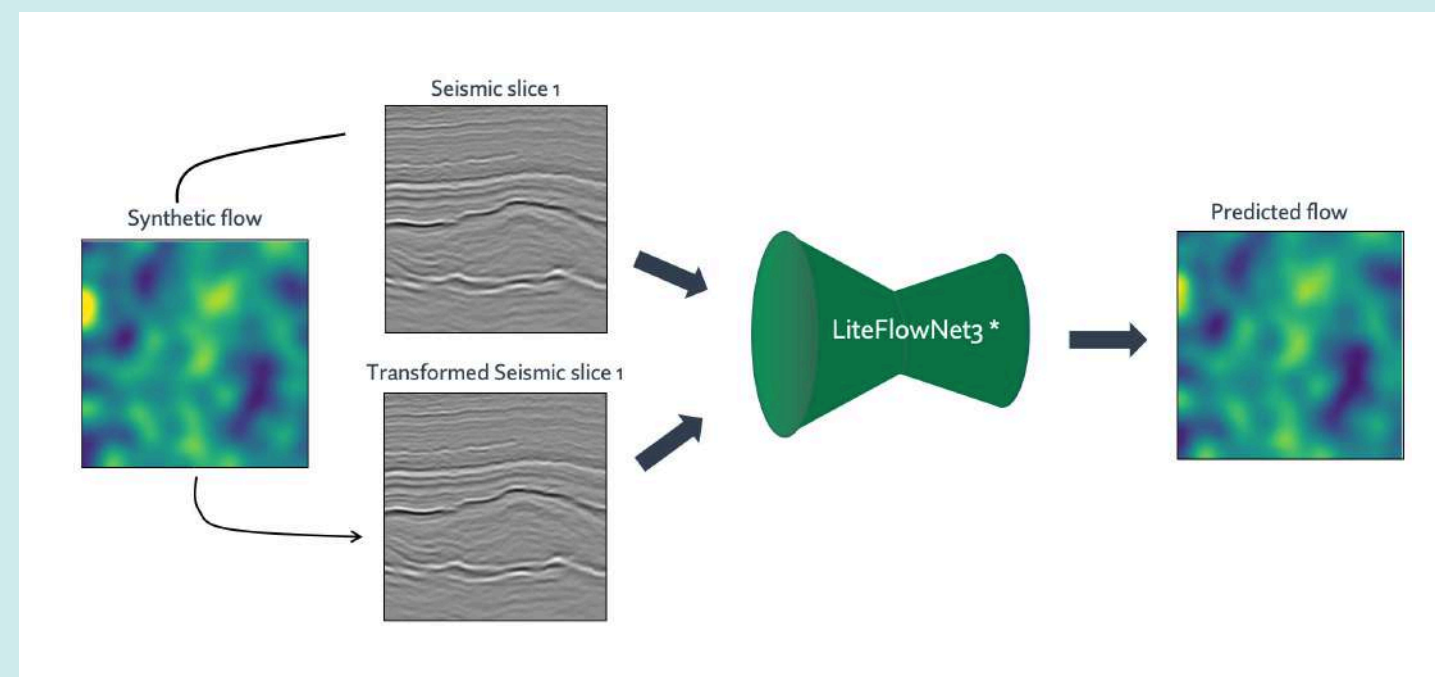 Seismic slice 1
Synthetic flow
Transformed Seismic slice 1
LiteFlowNet3 *
Predicted flow